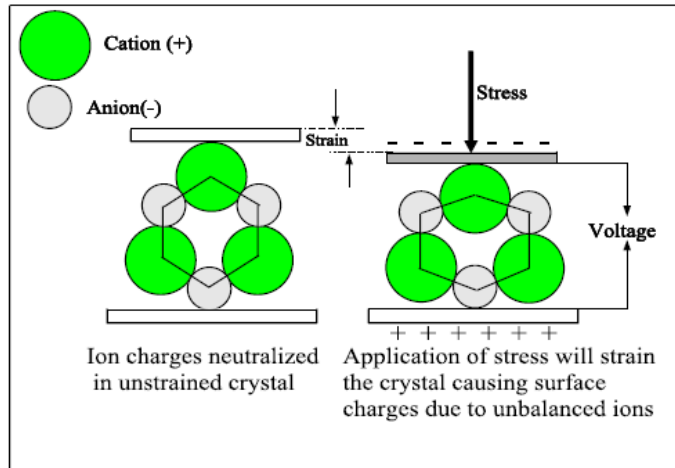 Cation (+)
Anion(-)
Stress
Strain
- - - - - -
Voltage
+ + + + + +
Ion charges neutralized
in unstrained crystal
Application of stress will strain
the crystal causing surface
charges due to unbalanced ions